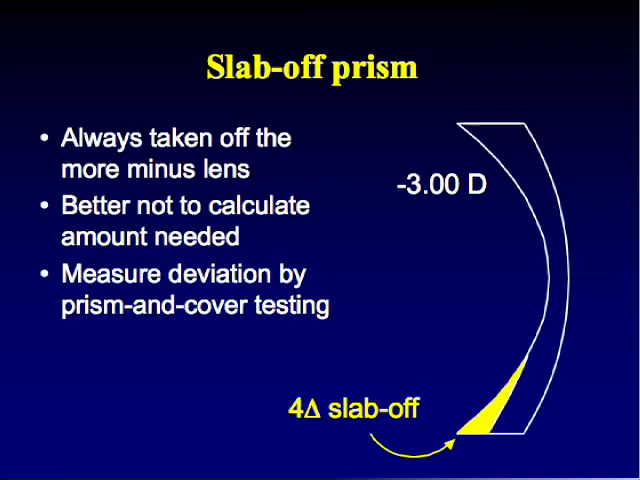 Slab-off prism
• Always taken off the
more minus lens
• Better not to calculate
amount needed
• Measure deviation by
prism-and-cover testing
-3.00 D
4Δ slab-off